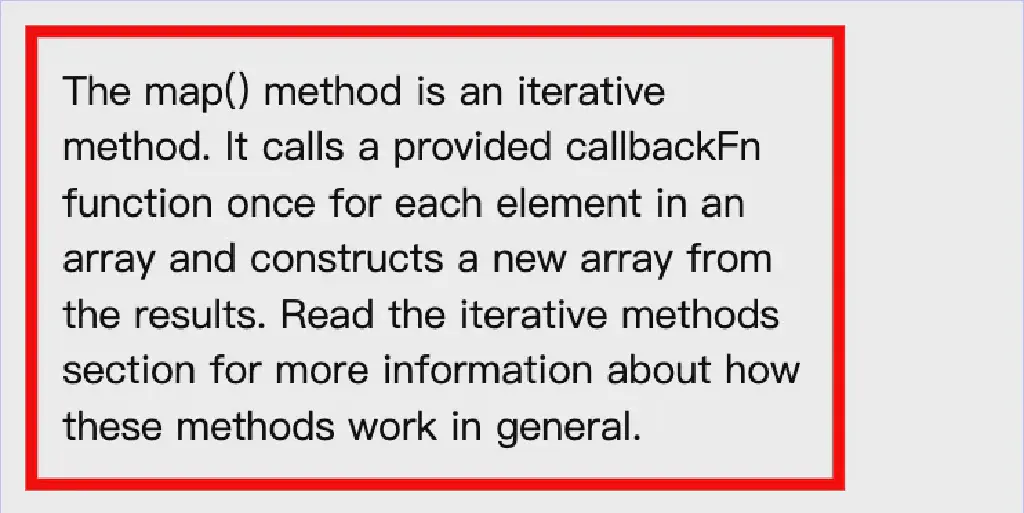 The map() method is an iterative
method. It calls a provided callbackFn
function once for each element in an
array and constructs a new array from
the results. Read the iterative methods
section for more information about how
these methods work in general.